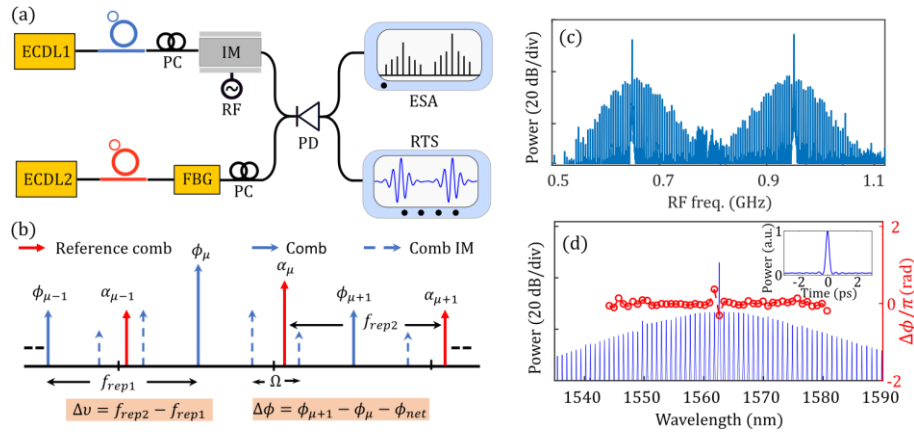 (a)
ECDL1
PC
IM
RF
PD
ESA
RTS
ECDL2
FBG
PC
(b)
Reference comb
Comb
Comb IM
ϕμ−1
αμ−1
ϕμ
αμ
ϕμ+1
αμ+1
frep2
frep1
Ω
Δυ = frep2 − frep1
Δϕ = ϕμ+1 − ϕμ − ϕnet
(c)
Power (20 dB/div)
0.5 0.7 0.9 1.1
RF freq. (GHz)
(d)
Power (20 dB/div)
Power (a.u.)
1
0
-2 0 2
Time (ps)
2
0
-2
Δϕ/π (rad)
1540 1550 1560 1570 1580 1590
Wavelength (nm)